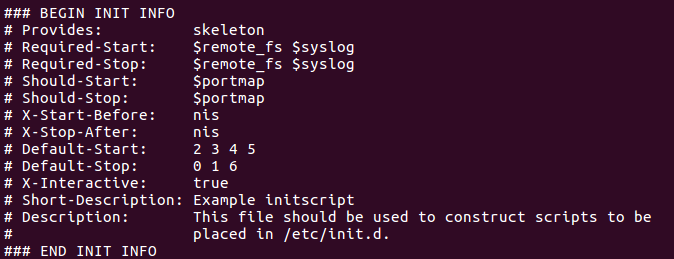 ### BEGIN INIT INFO
# Provides:          skeleton
# Required-Start:    $remote_fs $syslog
# Required-Stop:     $remote_fs $syslog
# Should-Start:      $portmap
# Should-Stop:       $portmap
# X-Start-Before:    nis
# X-Stop-After:      nis
# Default-Start:     2 3 4 5
# Default-Stop:      0 1 6
# X-Interactive:     true
# Short-Description: Example initscript
# Description:       This file should be used to construct scripts to be
#                    placed in /etc/init.d.
### END INIT INFO